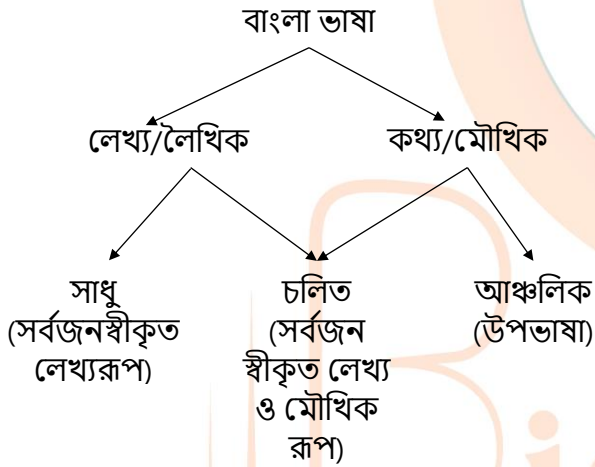 বাংলা ভাষা
লেখ্য/লৈখিক
কথ্য/মৌখিক
সাধু
(সর্বজনস্বীকৃত
লেখ্যরূপ)
চলিত
(সর্বজন
স্বীকৃত লেখ্য
ও মৌখিক
রূপ)
আঞ্চলিক
(উপভাষা)